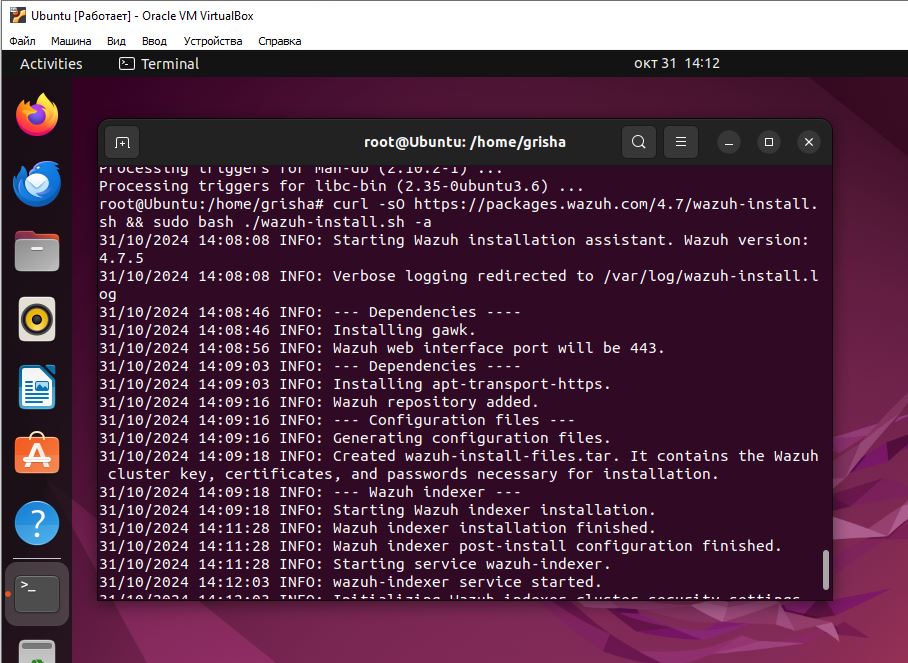 Ubuntu [Работает] - Oracle VM VirtualBox
Файл Машина Вид Ввод Устройства Справка
Activities Terminal окт 31 14:12
root@Ubuntu: /home/grisha
Processing triggers for man-db (2.10.2-1) ...
Processing triggers for libc-bin (2.35-0ubuntu3.6) ...
root@Ubuntu:/home/grisha# curl -sO https://packages.wazuh.com/4.7/wazuh-install.
sh && sudo bash ./wazuh-install.sh -a
31/10/2024 14:08:08 INFO: Starting Wazuh installation assistant. Wazuh version:
4.7.5
31/10/2024 14:08:08 INFO: Verbose logging redirected to /var/log/wazuh-install.l
og
31/10/2024 14:08:46 INFO: --- Dependencies ----
31/10/2024 14:08:46 INFO: Installing gawk.
31/10/2024 14:08:56 INFO: Wazuh web interface port will be 443.
31/10/2024 14:09:03 INFO: --- Dependencies ----
31/10/2024 14:09:03 INFO: Installing apt-transport-https.
31/10/2024 14:09:16 INFO: Wazuh repository added.
31/10/2024 14:09:16 INFO: --- Configuration files ---
31/10/2024 14:09:16 INFO: Generating configuration files.
31/10/2024 14:09:18 INFO: Created wazuh-install-files.tar. It contains the Wazuh
 cluster key, certificates, and passwords necessary for installation.
31/10/2024 14:09:18 INFO: --- Wazuh indexer ---
31/10/2024 14:09:18 INFO: Starting Wazuh indexer installation.
31/10/2024 14:11:28 INFO: Wazuh indexer installation finished.
31/10/2024 14:11:28 INFO: Wazuh indexer post-install configuration finished.
31/10/2024 14:11:28 INFO: Starting service wazuh-indexer.
31/10/2024 14:12:03 INFO: wazuh-indexer service started.
31/10/2024 14:12:03 INFO: Initializing Wazuh indexer cluster security settings.